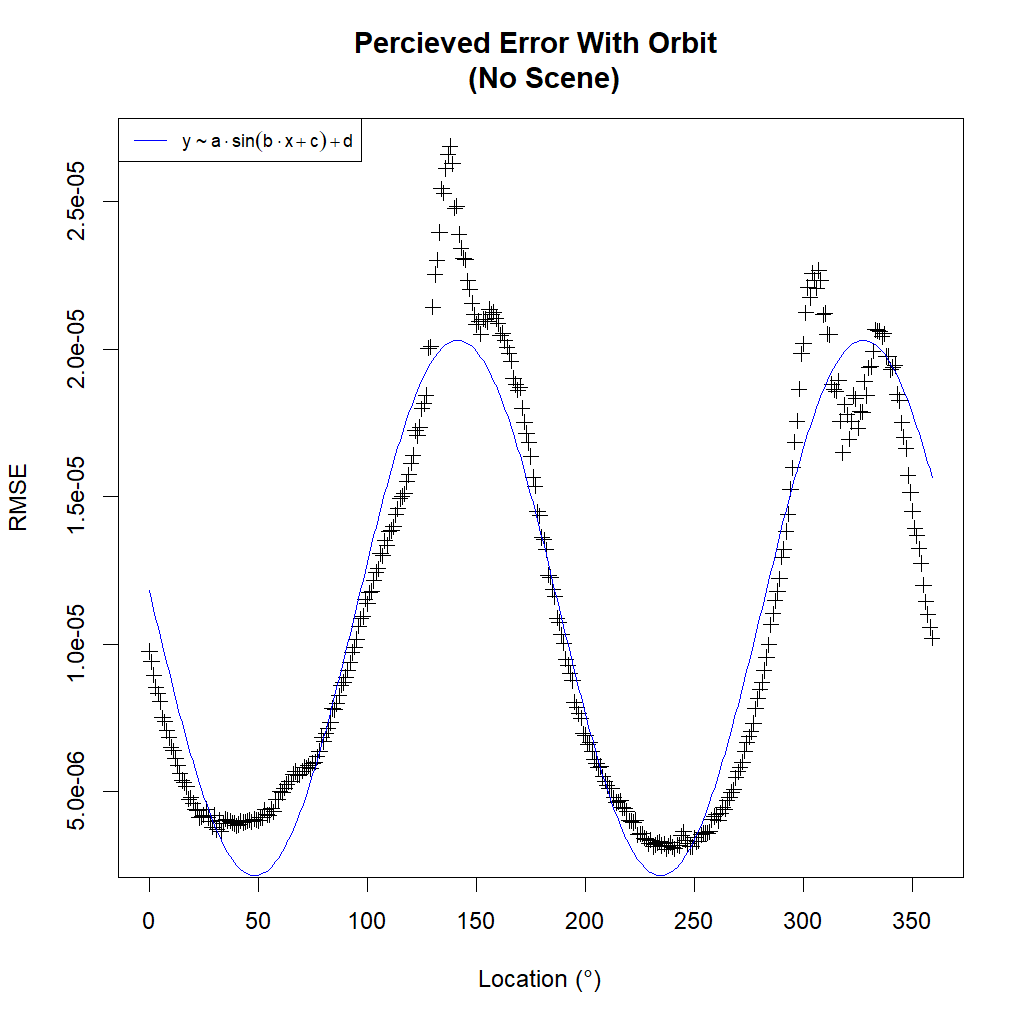 Percieved Error With Orbit
(No Scene)
y ~ a · sin(b · x + c) + d
RMSE
2.5e-05
2.0e-05
1.5e-05
1.0e-05
5.0e-06
0 50 100 150 200 250 300 350
Location (°)